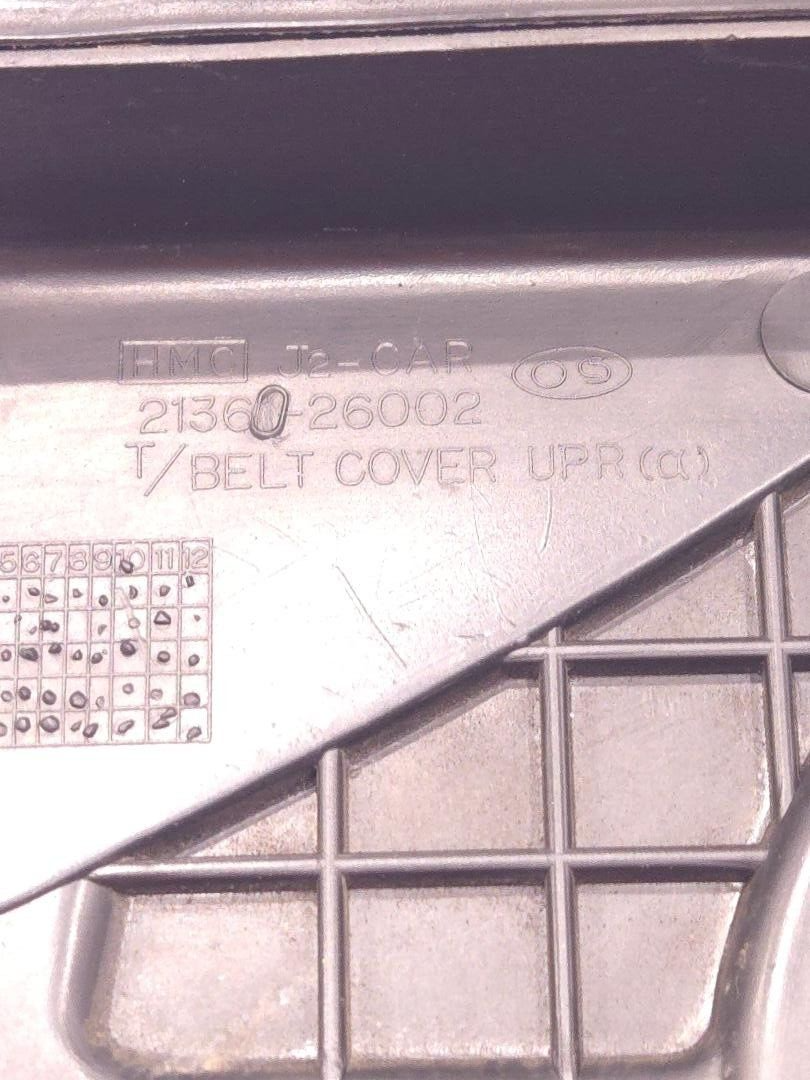 HMC J2-CAR OS
21360-26002
T/BELT COVER UPR (α)
5 6 7 8 9 10 11 12